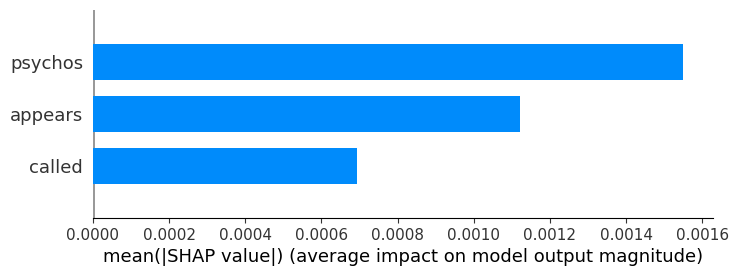 psychos
appears
called
0.0000 0.0002 0.0004 0.0006 0.0008 0.0010 0.0012 0.0014 0.0016
mean(|SHAP value|) (average impact on model output magnitude)